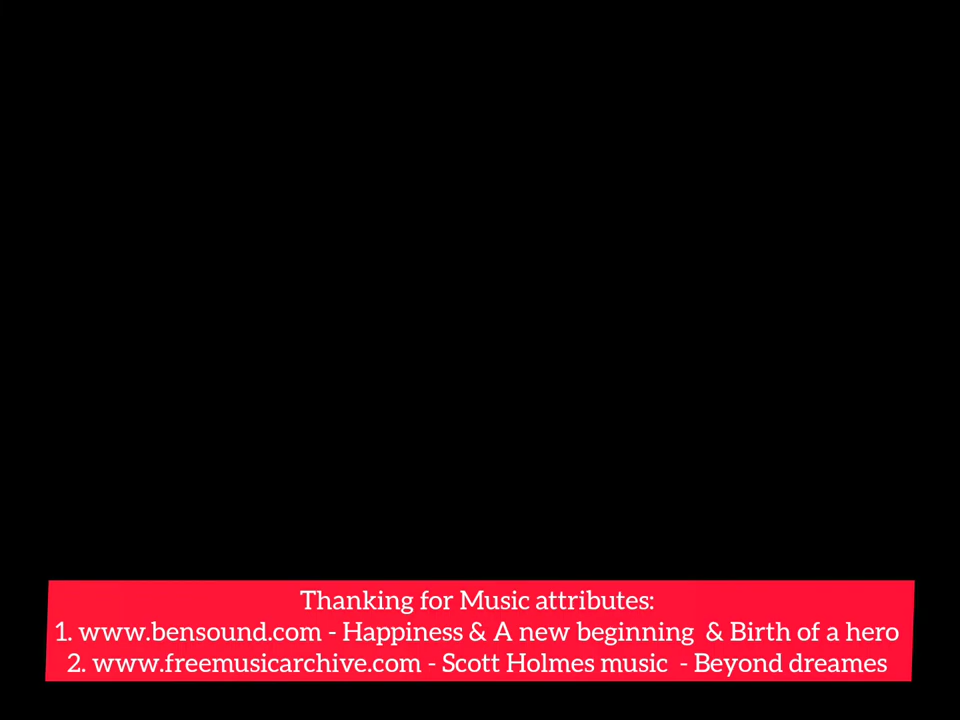 Thanking for Music attributes:
1. www.bensound.com - Happiness & A new beginning & Birth of a hero
2. www.freemusicarchive.com - Scott Holmes music - Beyond dreames